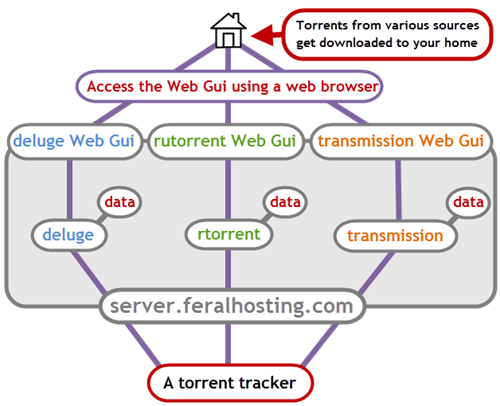 Torrents from various sources
get downloaded to your home
Access the Web Gui using a web browser
deluge Web Gui
rutorrent Web Gui
transmission Web Gui
data
data
data
deluge
rtorrent
transmission
server.feralhosting.com
A torrent tracker